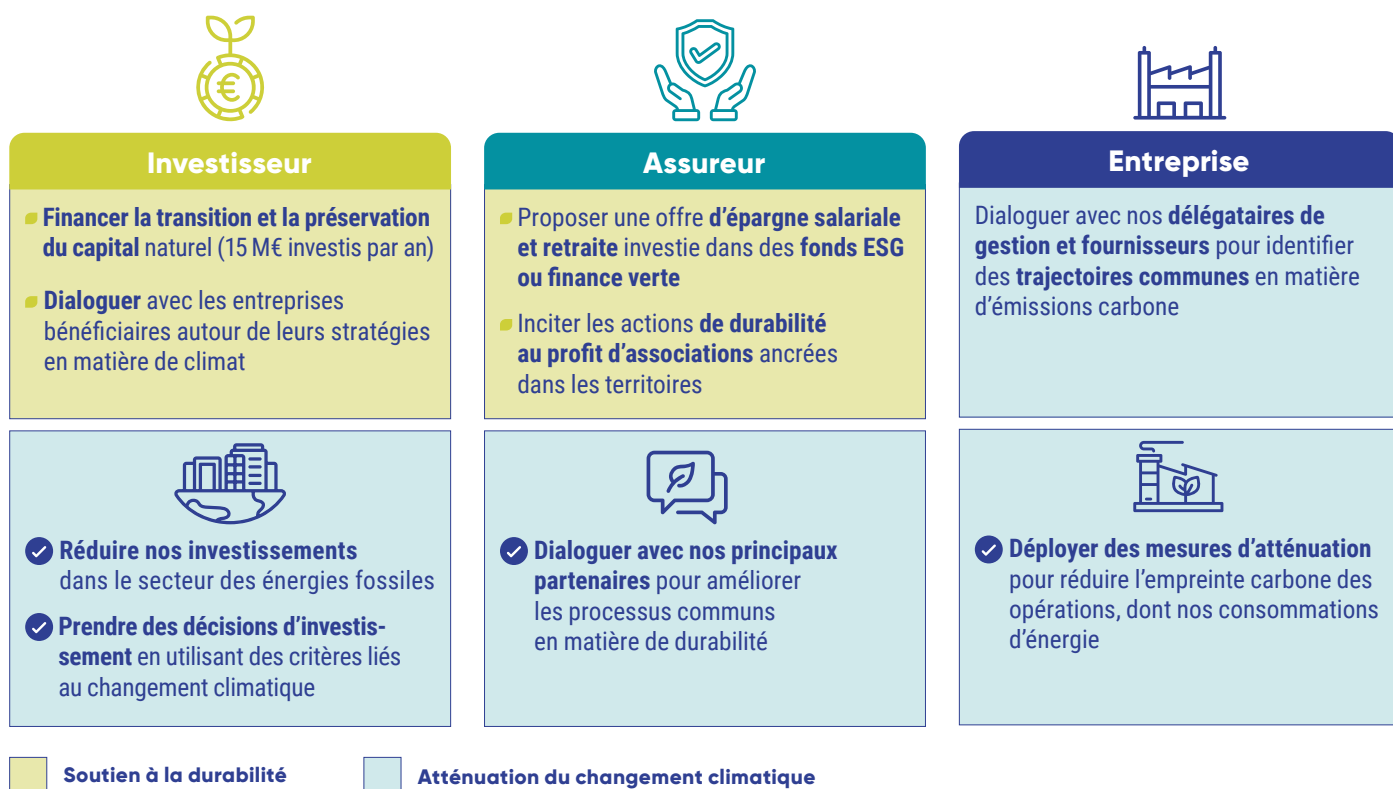 Investisseur
Financer la transition et la préservation
du capital naturel (15 M€ investis par an)
Dialoguer avec les entreprises
bénéficiaires autour de leurs stratégies
en matière de climat
Réduire nos investissements
dans le secteur des énergies fossiles
Prendre des décisions d’investis-
sement en utilisant des critères liés
au changement climatique
Assureur
Proposer une offre d’épargne salariale
et retraite investie dans des fonds ESG
ou finance verte
Inciter les actions de durabilité
au profit d’associations ancrées
dans les territoires
Dialoguer avec nos principaux
partenaires pour améliorer
les processus communs
en matière de durabilité
Entreprise
Dialoguer avec nos délégataires de
gestion et fournisseurs pour identifier
des trajectoires communes en matière
d’émissions carbone
Déployer des mesures d’atténuation
pour réduire l’empreinte carbone des
opérations, dont nos consommations
d’énergie
Soutien à la durabilité
Atténuation du changement climatique